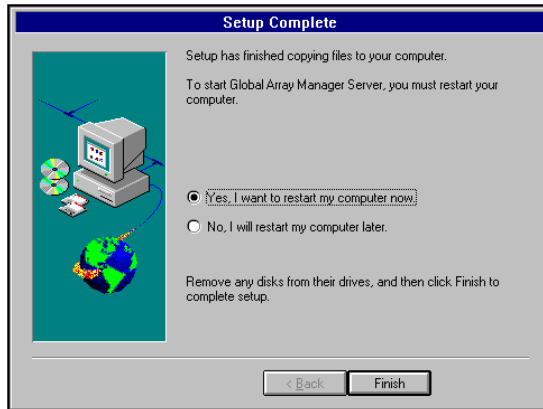 Setup Complete
Setup has finished copying files to your computer.
To start Global Array Manager Server, you must restart your
computer.
Yes, I want to restart my computer now.
No, I will restart my computer later.
Remove any disks from their drives, and then click Finish to
complete setup.
< Back
Finish